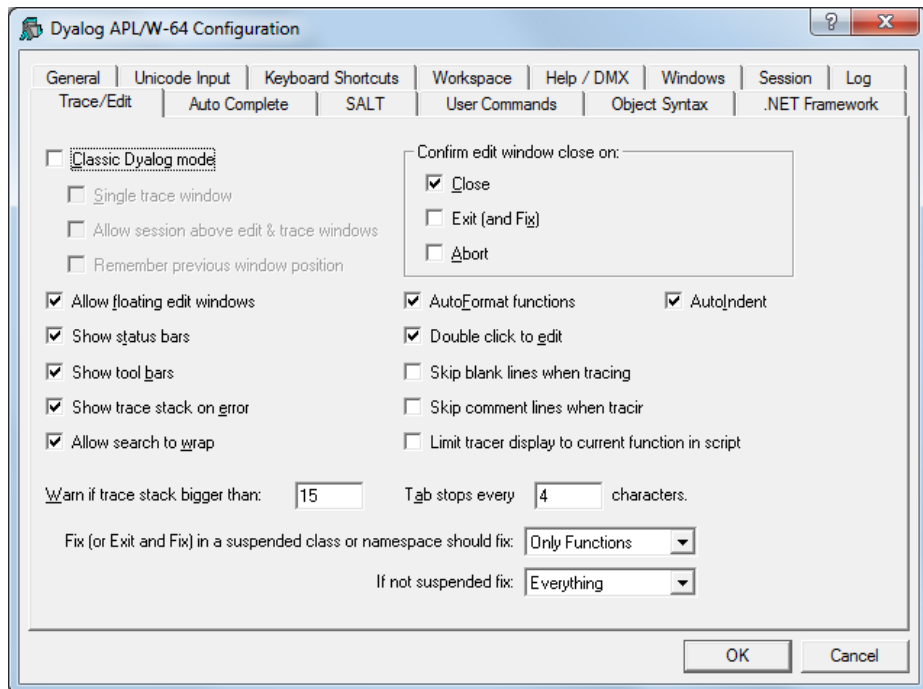 Dyalog APL/W-64 Configuration
General Unicode Input Keyboard Shortcuts Workspace Help / DMX Windows Session Log
Trace/Edit Auto Complete SALT User Commands Object Syntax .NET Framework
Classic Dyalog mode
Single trace window
Allow session above edit & trace windows
Remember previous window position
Confirm edit window close on:
Close
Exit (and Fix)
Abort
Allow floating edit windows AutoFormat functions AutoIndent
Show status bars Double click to edit
Show tool bars Skip blank lines when tracing
Show trace stack on error Skip comment lines when tracir
Allow search to wrap Limit tracer display to current function in script
Warn if trace stack bigger than: 15 Tab stops every 4 characters.
Fix (or Exit and Fix) in a suspended class or namespace should fix: Only Functions
If not suspended fix: Everything
OK Cancel